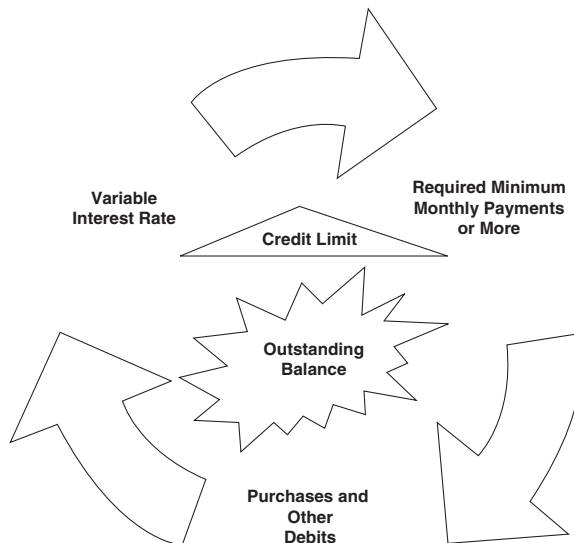 Variable
Interest Rate
Required Minimum
Monthly Payments
or More
Credit Limit
Outstanding
Balance
Purchases and
Other
Debits